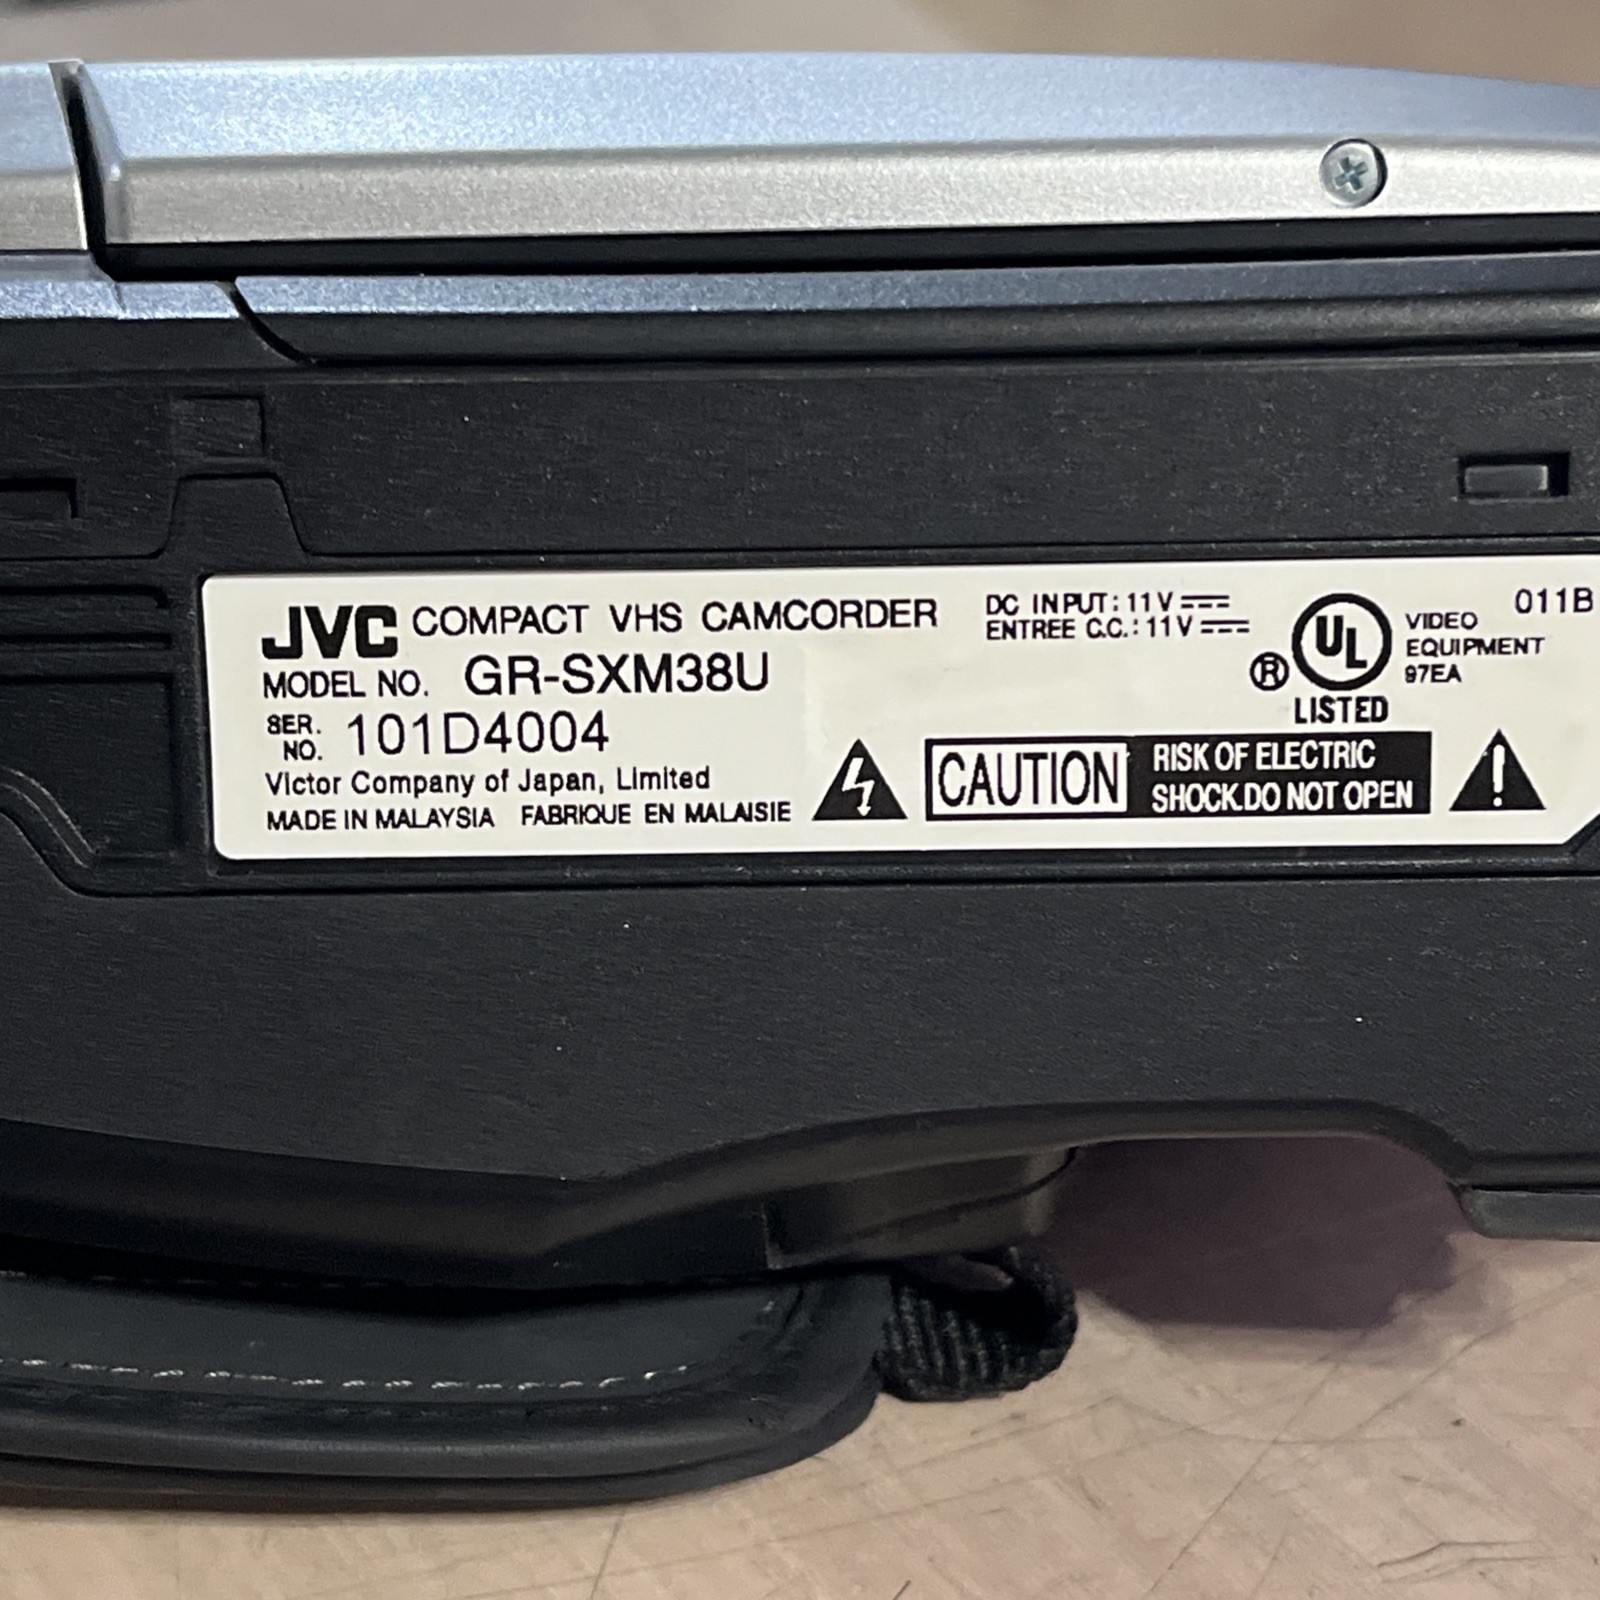 JVC COMPACT VHS CAMCORDER
MODEL NO. GR-SXM38U
SER. NO. 101D4004
Victor Company of Japan, Limited
MADE IN MALAYSIA FABRIQUE EN MALAISIE
DC INPUT: 11V
ENTREE C.C.: 11V
® UL
LISTED
VIDEO
EQUIPMENT
97EA
011B
CAUTION
RISK OF ELECTRIC
SHOCK.DO NOT OPEN
!